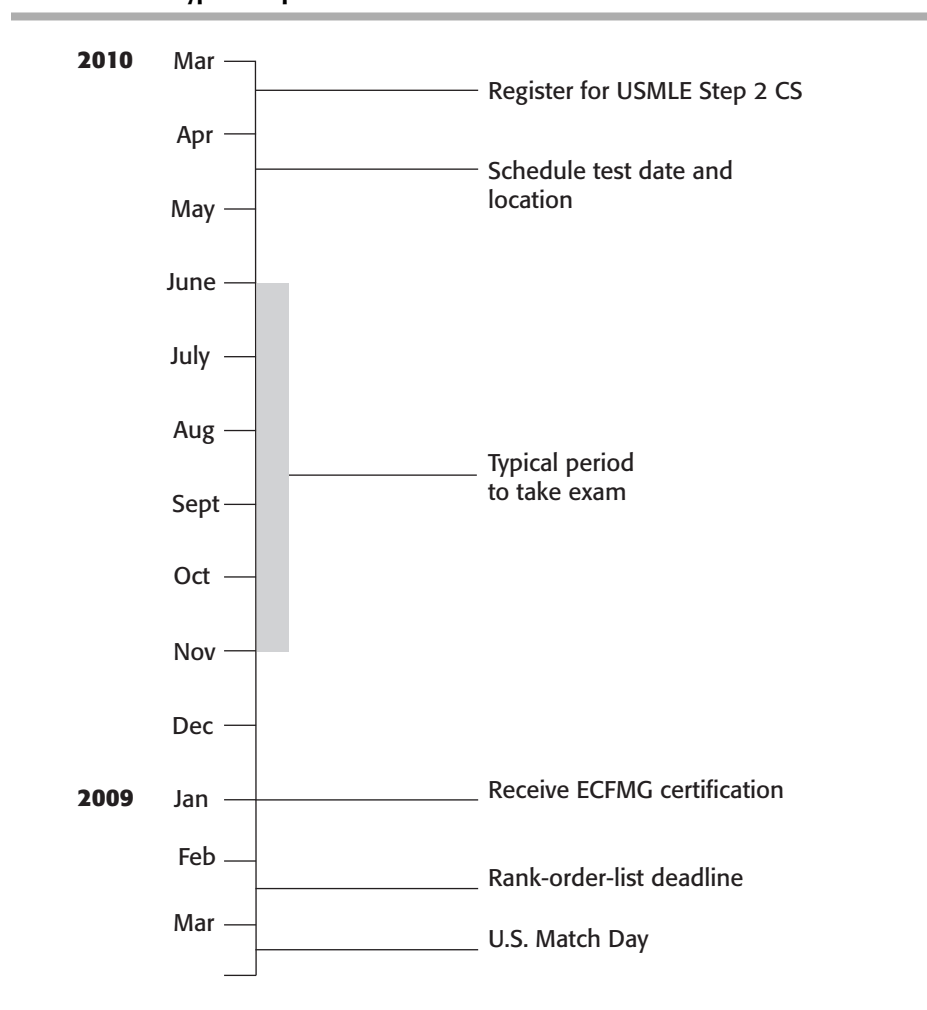 2010 Mar
Register for USMLE Step 2 CS
Apr
Schedule test date and
location
May
June
July
Aug
Typical period
to take exam
Sept
Oct
Nov
Dec
2009 Jan
Receive ECFMG certification
Feb
Rank-order-list deadline
Mar
U.S. Match Day